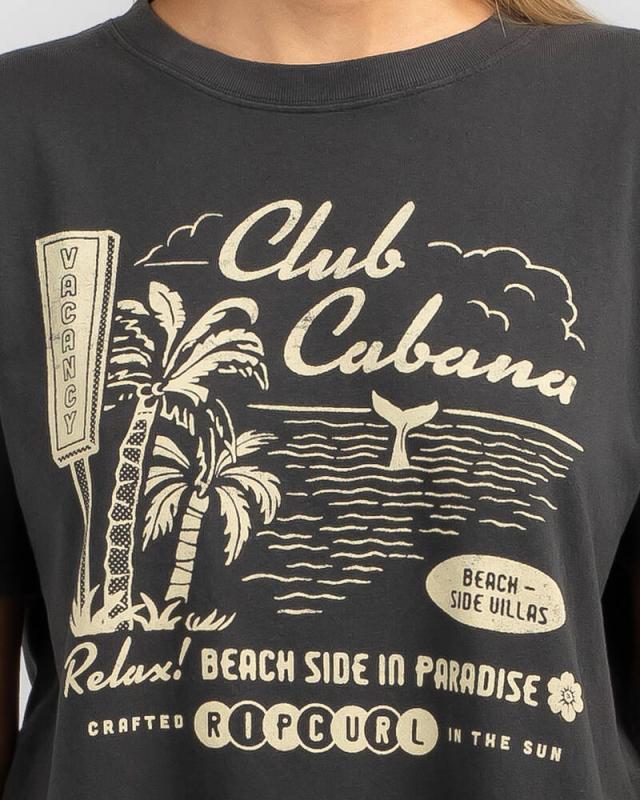 Club
Cabana
VACANCY
BEACH –
SIDE VILLAS
Relax! BEACH SIDE IN PARADISE
CRAFTED RIPCURL IN THE SUN